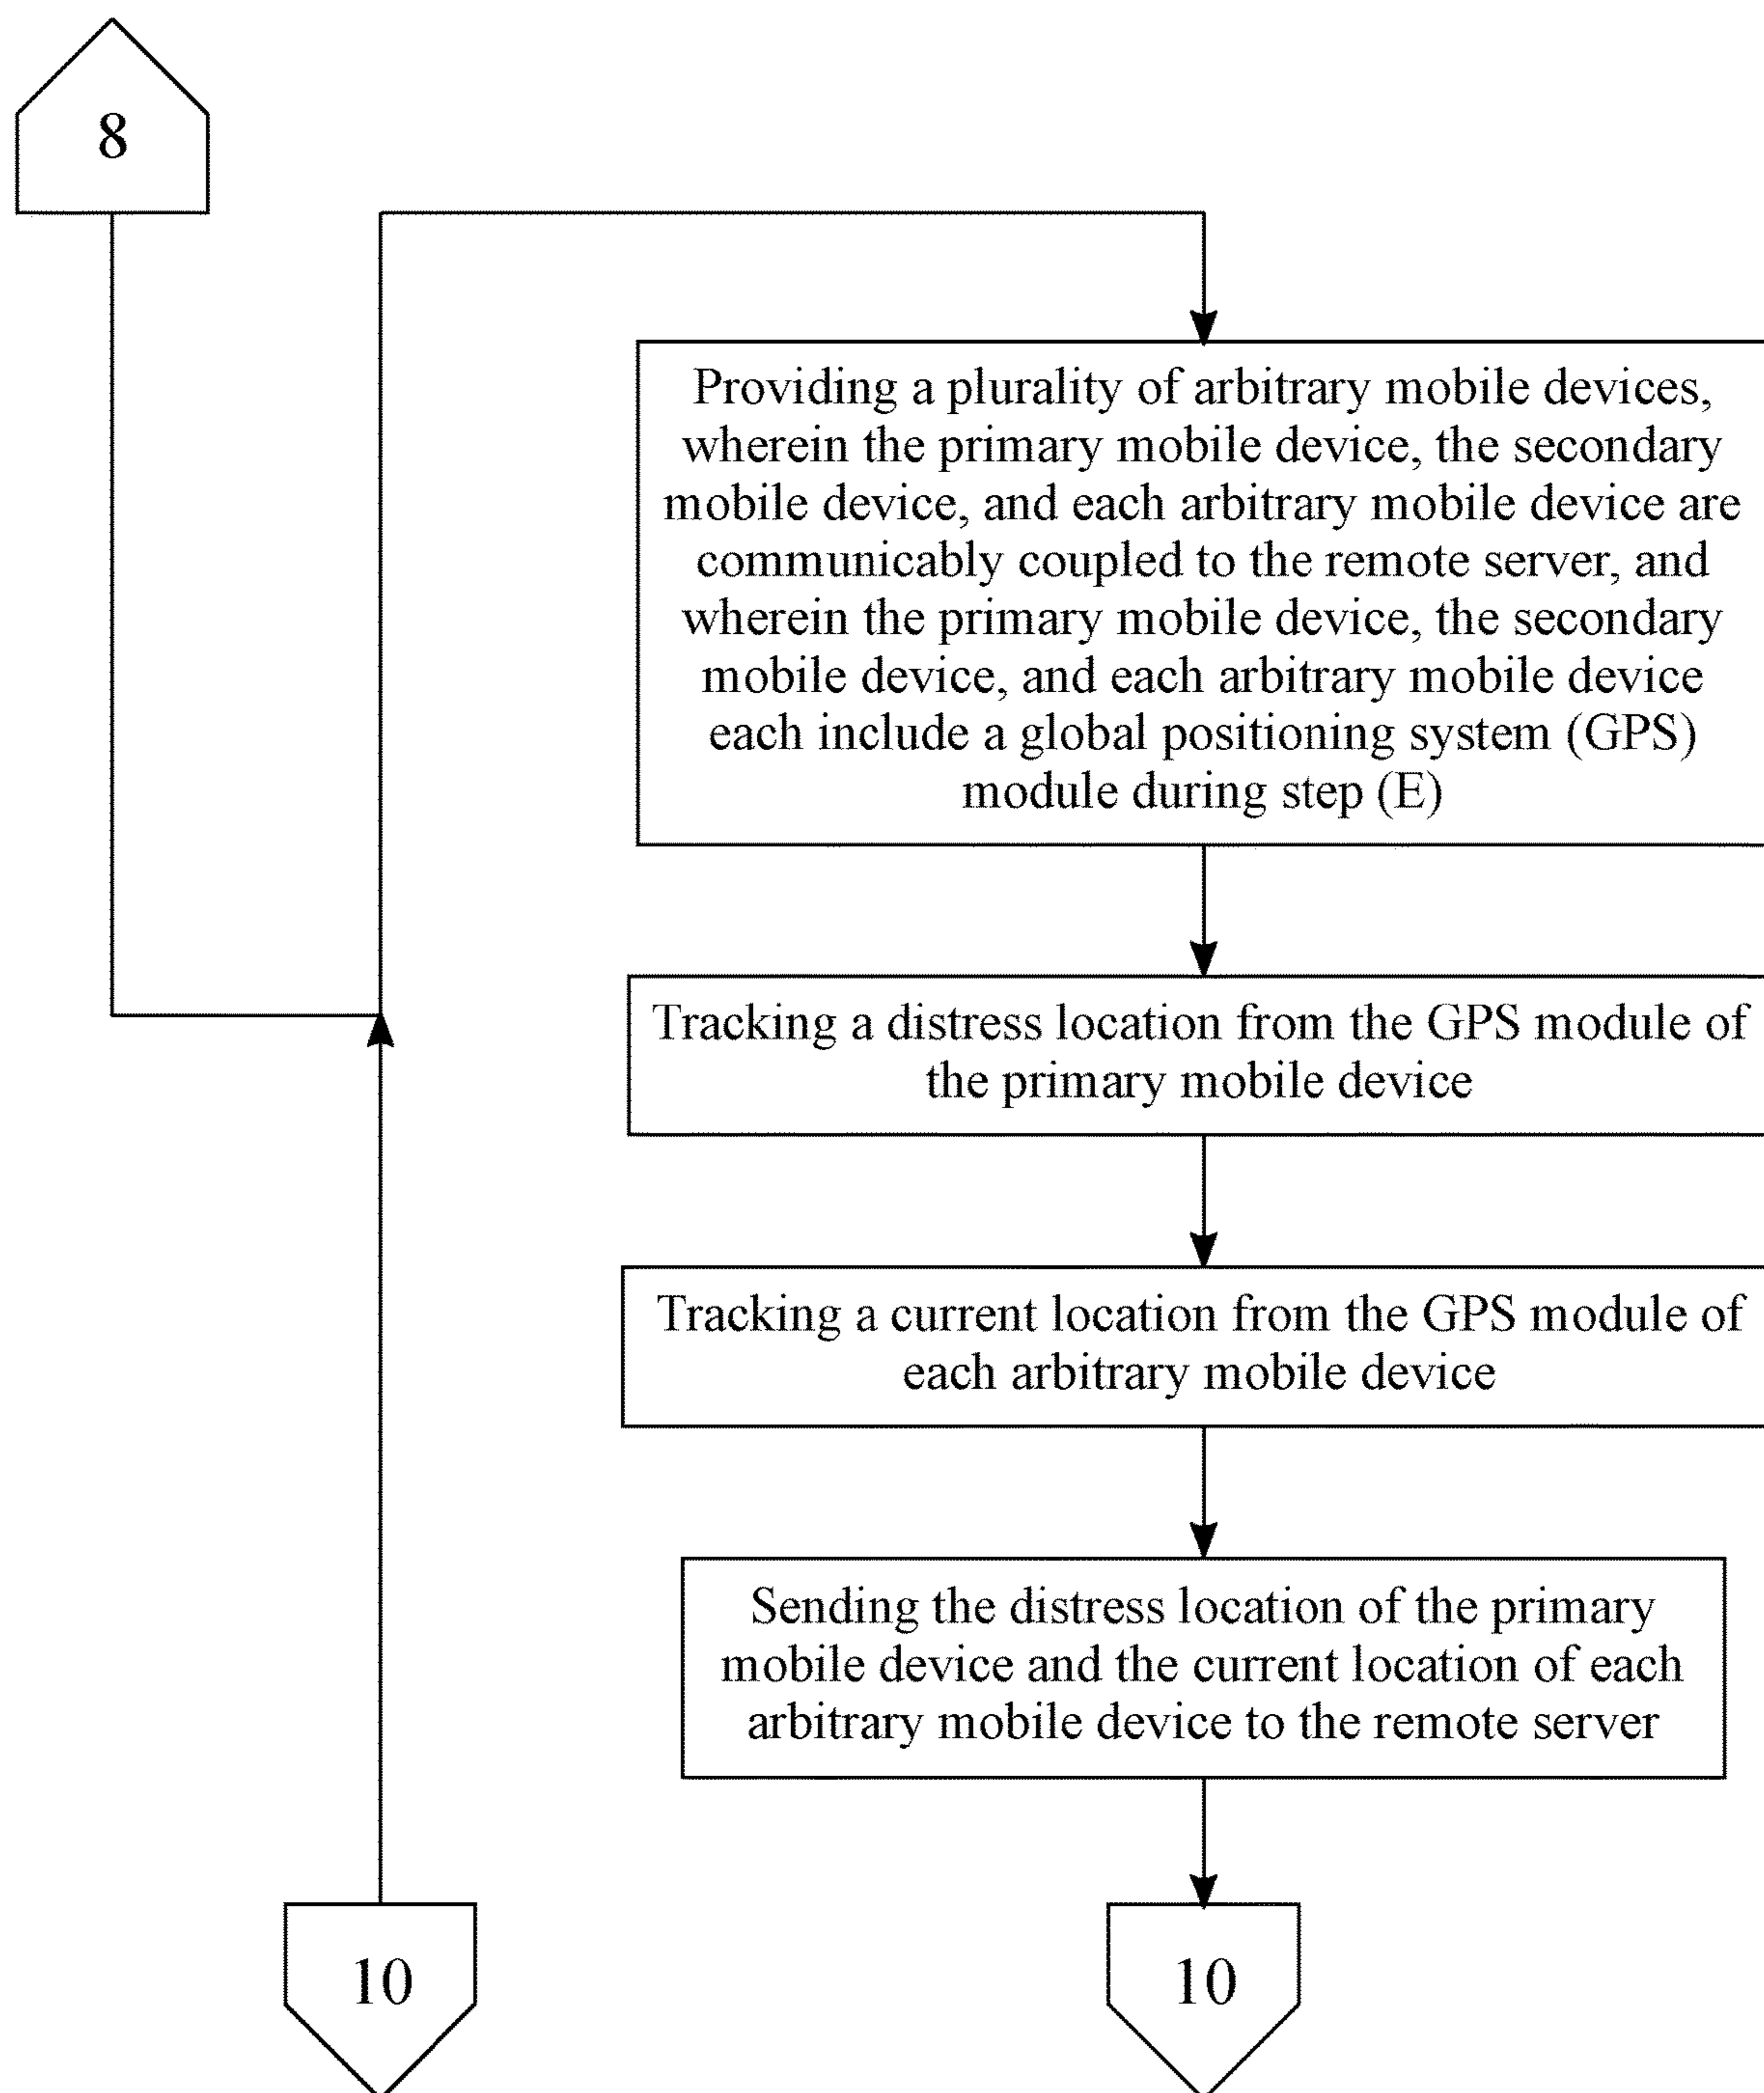 8
Providing a plurality of arbitrary mobile devices,
wherein the primary mobile device, the secondary
mobile device, and each arbitrary mobile device are
communicably coupled to the remote server, and
wherein the primary mobile device, the secondary
mobile device, and each arbitrary mobile device
each include a global positioning system (GPS)
module during step (E)
Tracking a distress location from the GPS module of
the primary mobile device
Tracking a current location from the GPS module of
each arbitrary mobile device
Sending the distress location of the primary
mobile device and the current location of each
arbitrary mobile device to the remote server
10
10